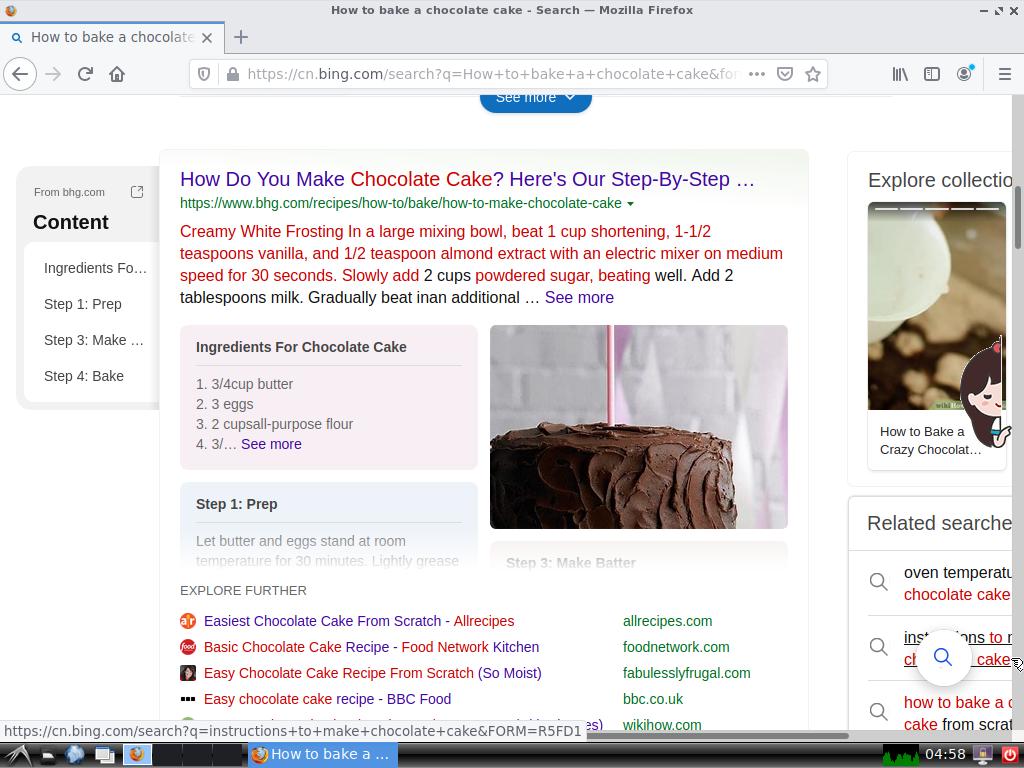 How to bake a chocolate cake - Search — Mozilla Firefox
How to bake a chocolate
https://cn.bing.com/search?q=How+to+bake+a+chocolate+cake&for
See more
From bhg.com
Content
Ingredients Fo…
Step 1: Prep
Step 3: Make …
Step 4: Bake
How Do You Make Chocolate Cake? Here's Our Step-By-Step …
https://www.bhg.com/recipes/how-to/bake/how-to-make-chocolate-cake
Creamy White Frosting In a large mixing bowl, beat 1 cup shortening, 1-1/2
teaspoons vanilla, and 1/2 teaspoon almond extract with an electric mixer on medium
speed for 30 seconds. Slowly add 2 cups powdered sugar, beating well. Add 2
tablespoons milk. Gradually beat inan additional … See more
Ingredients For Chocolate Cake
1. 3/4cup butter
2. 3 eggs
3. 2 cupsall-purpose flour
4. 3/… See more
Step 1: Prep
Let butter and eggs stand at room
temperature for 30 minutes. Lightly grease
Step 3: Make Batter
EXPLORE FURTHER
Easiest Chocolate Cake From Scratch - Allrecipes
allrecipes.com
Basic Chocolate Cake Recipe - Food Network Kitchen
foodnetwork.com
Easy Chocolate Cake Recipe From Scratch (So Moist)
fabulesslyfrugal.com
Easy chocolate cake recipe - BBC Food
bbc.co.uk
wikihow.com
Explore collectio
How to Bake a
Crazy Chocolat…
Related searche
oven temperatu
chocolate cake
to
cake
how to bake a c
cake from scrat
https://cn.bing.com/search?q=instructions+to+make+chocolate+cake&FORM=R5FD1
How to bake a ...
04:58